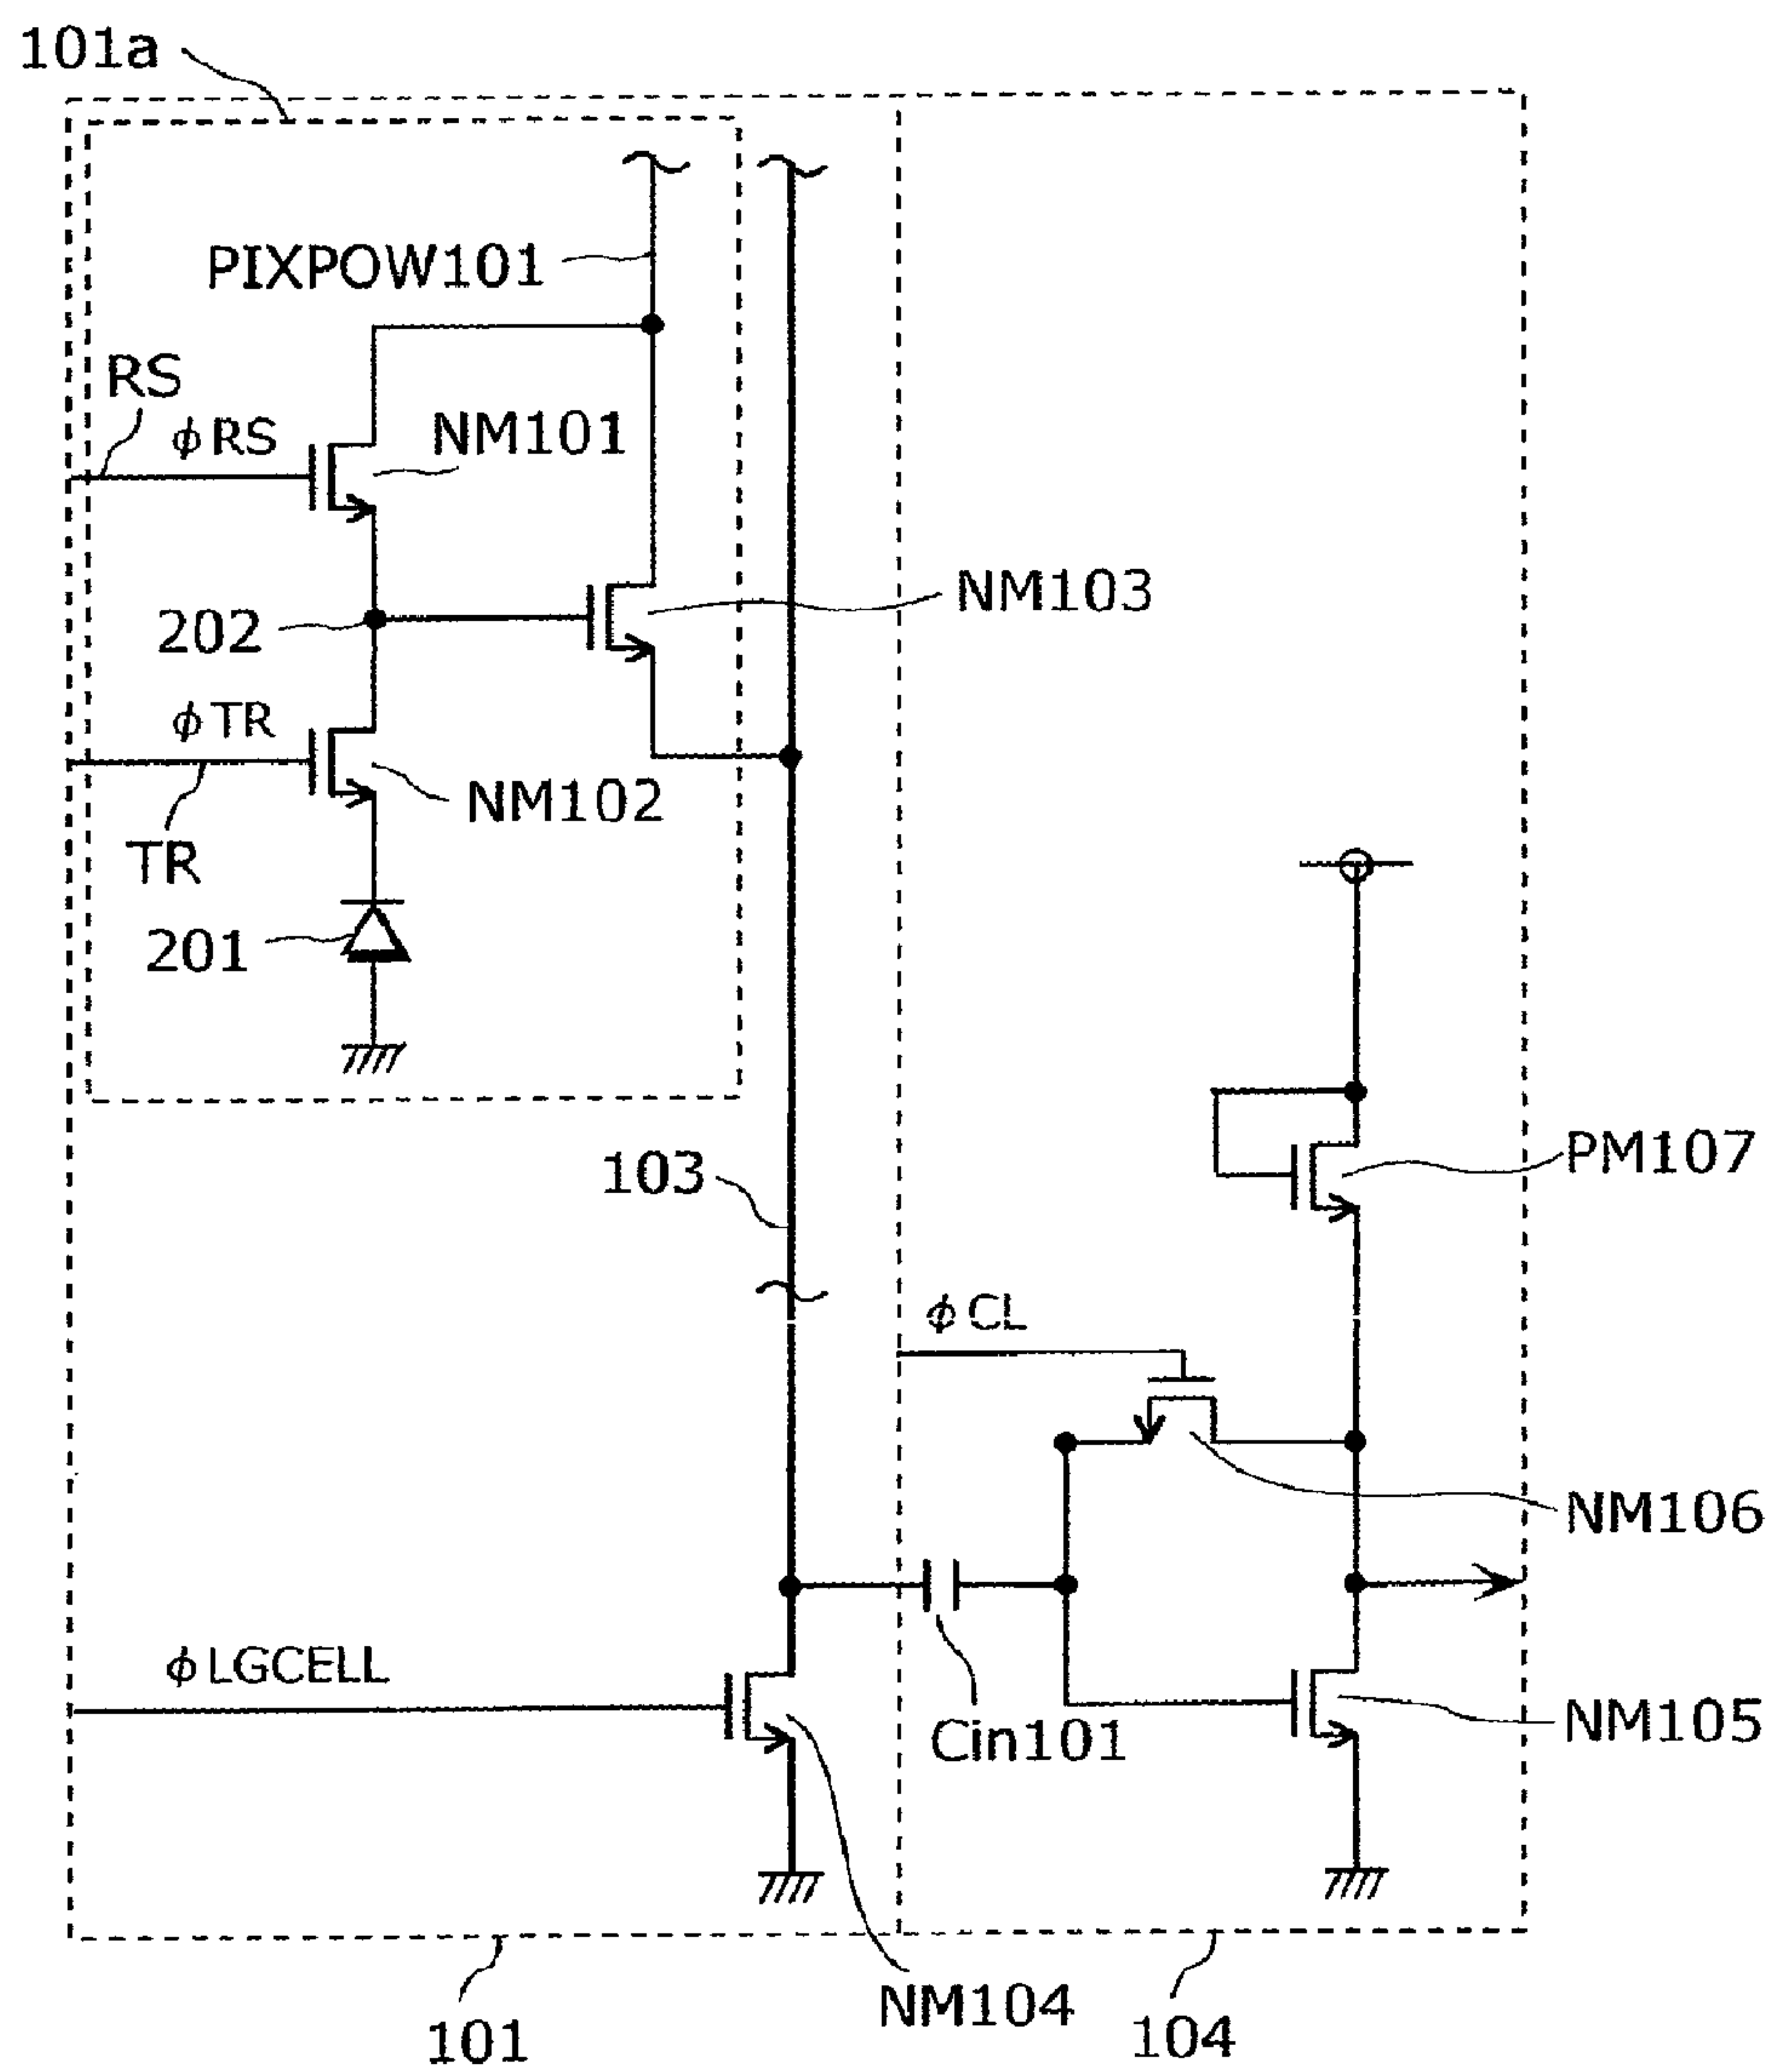 101a
PIXPOW101
RS
φRS
NM101
NM103
202
φTR
NM102
TR
201
PM107
103
φCL
NM106
φLGCELL
Cin101
NM105
NM104
101
104